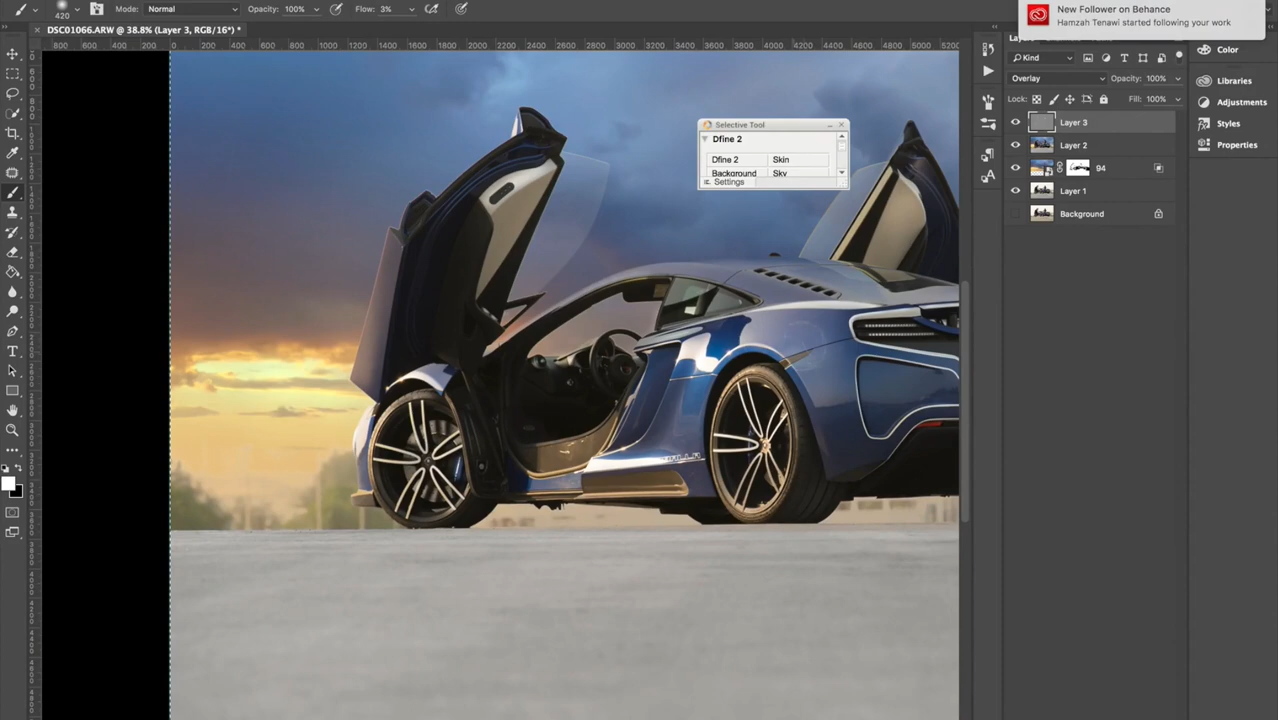 420
Mode: Normal Opacity: 100% Flow: 3%
New Follower on Behance
Hamzah Tenawi started following your work
× DSC01066.ARW @ 38.8% (Layer 3, RGB/16*) *
800 600 400 200 0 200 400 600 800 1000 1200 1400 1600 1800 2000 2200 2400 2600 2800 3000 3200 3400 3600 3800 4000 4200 4400 4600 4800 5000 5200
Kind
Overlay Opacity: 100%
Lock: Fill: 100%
Layer 3
Layer 2
94
Layer 1
Background
Color
Libraries
Adjustments
Styles
Properties
Selective Tool
Dfine 2
Dfine 2 Skin
Background Sky
Settings